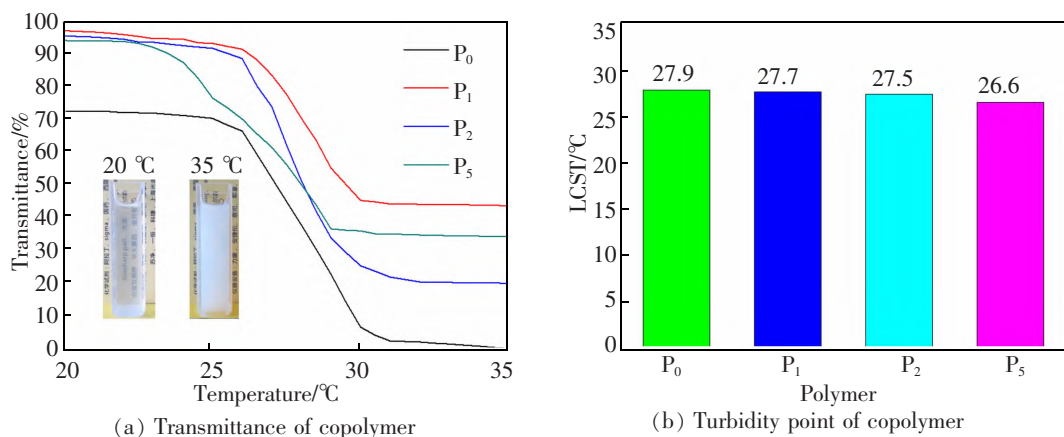 100
90
80
70
60
50
40
30
20
10
0
Transmittance/%
P₀
P₁
P₂
P₅
20 ℃
35 ℃
20
25
30
35
Temperature/℃
(a) Transmittance of copolymer
35
30
25
20
15
10
5
0
LCST/℃
27.9
27.7
27.5
26.6
P₀
P₁
P₂
P₅
Polymer
(b) Turbidity point of copolymer